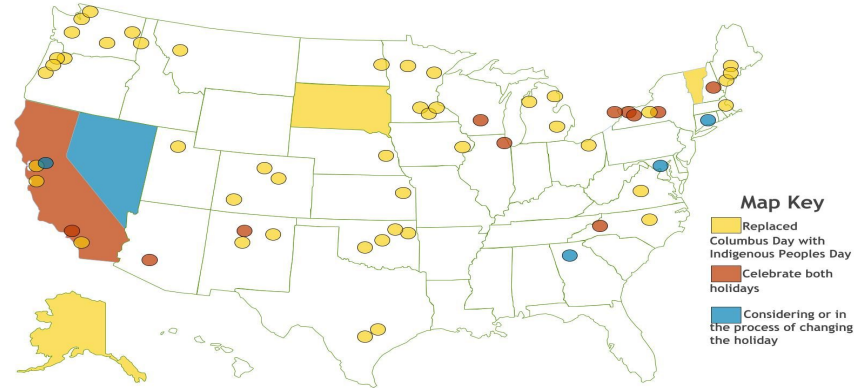 Map Key
Replaced
Columbus Day with
Indigenous Peoples Day
Celebrate both
holidays
Considering or in
the process of changing
the holiday